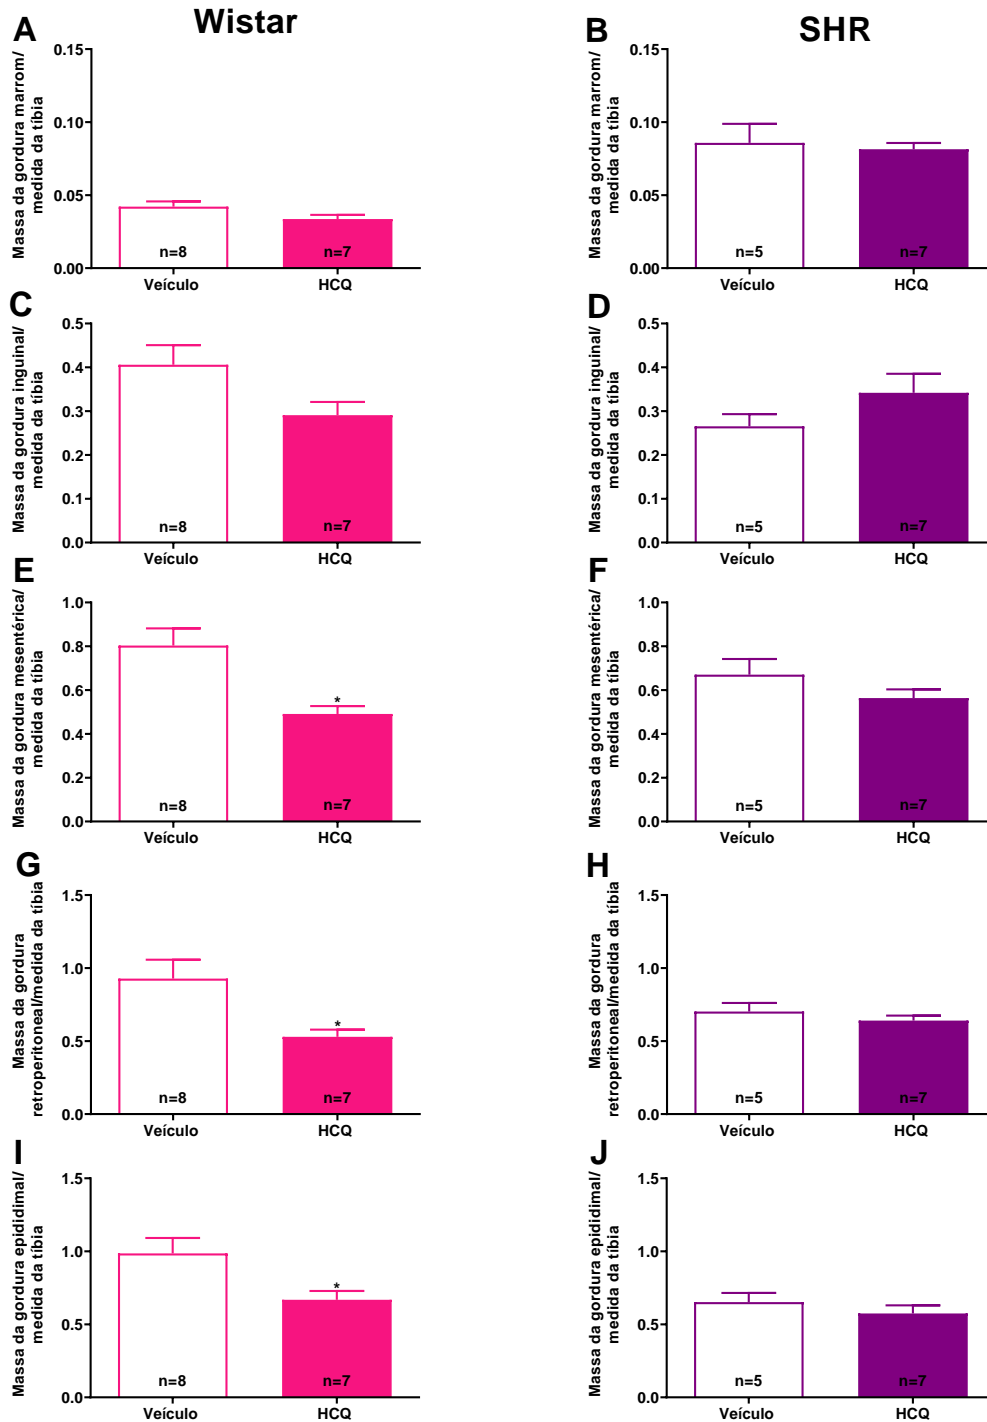 A
Wistar
B
SHR
Massa da gordura marrom/
medida da tíbia
0.15
0.10
0.05
0.00
n=8
n=7
Veículo
HCQ
Massa da gordura marrom/
medida da tíbia
0.15
0.10
0.05
0.00
n=5
n=7
Veículo
HCQ
C
Massa da gordura inguinal/
medida da tíbia
0.5
0.4
0.3
0.2
0.1
0.0
n=8
n=7
Veículo
HCQ
D
Massa da gordura inguinal/
medida da tíbia
0.5
0.4
0.3
0.2
0.1
0.0
n=5
n=7
Veículo
HCQ
E
Massa da gordura mesentérica/
medida da tíbia
1.0
0.8
0.6
0.4
0.2
0.0
*
n=8
n=7
Veículo
HCQ
F
Massa da gordura mesentérica/
medida da tíbia
1.0
0.8
0.6
0.4
0.2
0.0
n=5
n=7
Veículo
HCQ
G
Massa da gordura
retroperitoneal/medida da tíbia
1.5
1.0
0.5
0.0
*
n=8
n=7
Veículo
HCQ
H
Massa da gordura
retroperitoneal/medida da tíbia
1.5
1.0
0.5
0.0
n=5
n=7
Veículo
HCQ
I
Massa da gordura epididimal/
medida da tíbia
1.5
1.0
0.5
0.0
*
n=8
n=7
Veículo
HCQ
J
Massa da gordura epididimal/
medida da tíbia
1.5
1.0
0.5
0.0
n=5
n=7
Veículo
HCQ